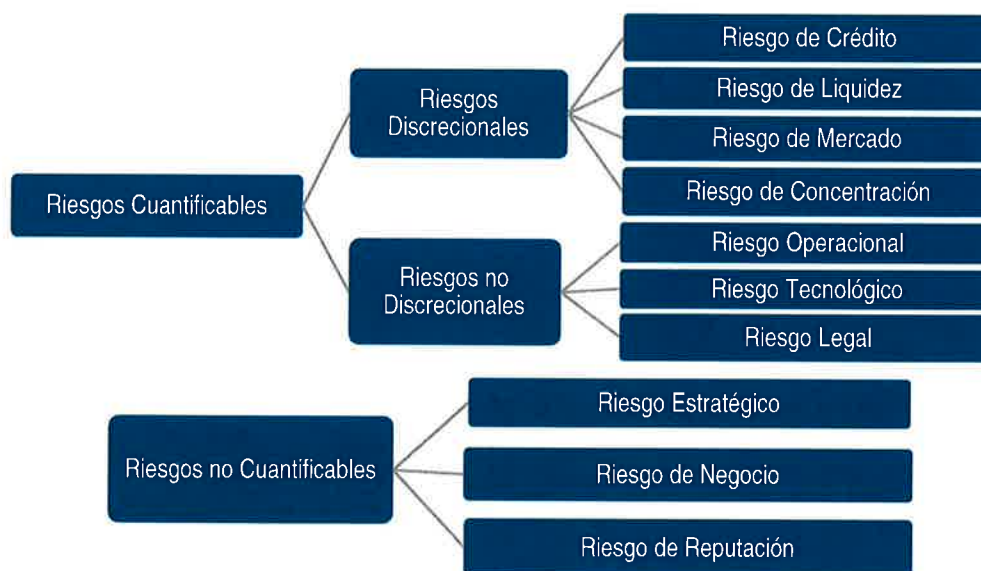 Riesgos Cuantificables
Riesgos
Discrecionales
Riesgo de Crédito
Riesgo de Liquidez
Riesgo de Mercado
Riesgo de Concentración
Riesgos no
Discrecionales
Riesgo Operacional
Riesgo Tecnológico
Riesgo Legal
Riesgos no Cuantificables
Riesgo Estratégico
Riesgo de Negocio
Riesgo de Reputación